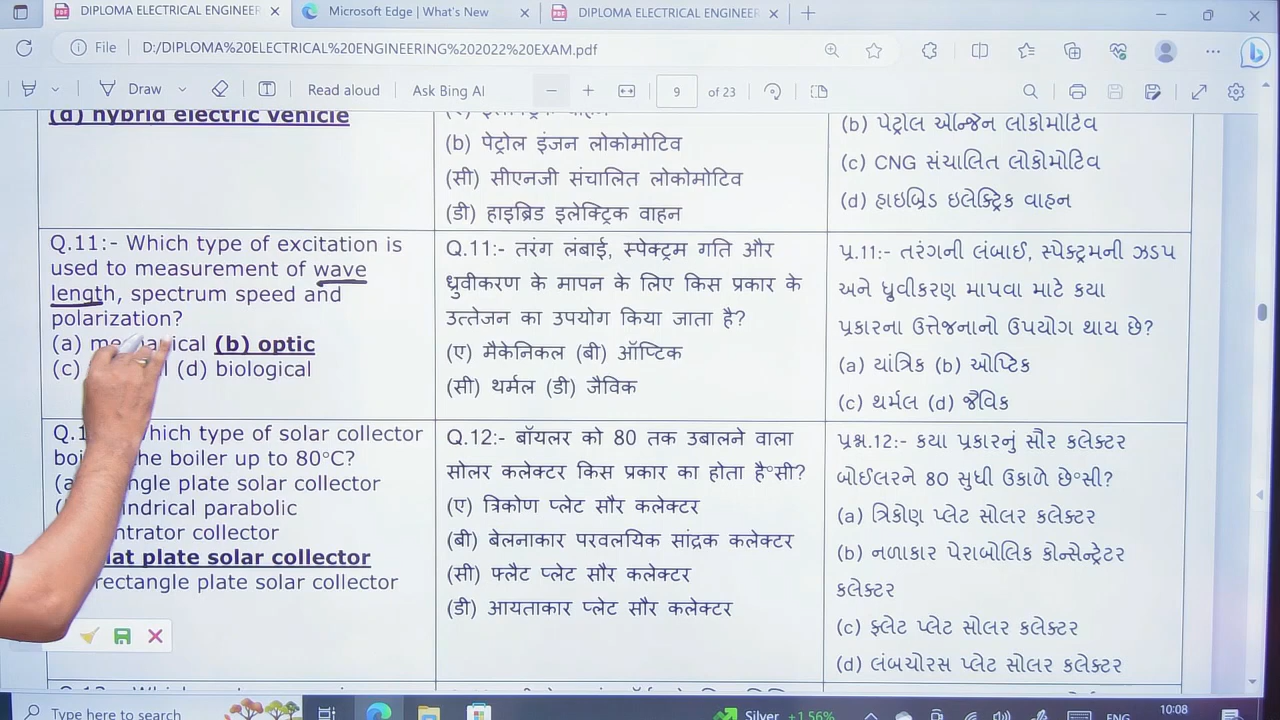 DIPLOMA ELECTRICAL ENGINEER
Microsoft Edge | What's New
DIPLOMA ELECTRICAL ENGINEER
File
D:/DIPLOMA%20ELECTRICAL%20ENGINEERING%202022%20EXAM.pdf
Draw
Read aloud
Ask Bing AI
9 of 23
(d) hybrid electric vehicle
(b) पेट्रोल इंजन लोकोमोटिव
(सी) सीएनजी संचालित लोकोमोटिव
(डी) हाइब्रिड इलेक्ट्रिक वाहन
(b) પેટ્રોલ એન્જિન લોકોમોટિવ
(c) CNG સંચાલિત લોકોમોટિવ
(d) હાઇબ્રિડ ઇલેક્ટ્રિક વાહન
Q.11:- Which type of excitation is
used to measurement of wave
length, spectrum speed and
polarization?
(a) (b) optic
(c) (d) biological
Q.11:- तरंग लंबाई, स्पेक्ट्रम गति और
ध्रुवीकरण के मापन के लिए किस प्रकार के
उत्तेजन का उपयोग किया जाता है?
(ए) मैकेनिकल (बी) ऑप्टिक
(सी) थर्मल (डी) जैविक
પ્ર.11:- તરંગની લંબાઈ, સ્પેક્ટ્રમની ઝડપ
અને ધ્રુવીકરણ માપવા માટે કયા
પ્રકારના ઉત્તેજનાનો ઉપયોગ થાય છે?
(a) યાંત્રિક (b) ઓપ્ટિક
(c) થર્મલ (d) જૈવિક
Which type of solar collector
the boiler up to 80°C?
plate solar collector
parabolic
collector
plate solar collector
rectangle plate solar collector
Q.12:- बॉयलर को 80 तक उबालने वाला
सोलर कलेक्टर किस प्रकार का होता है°सी?
(ए) त्रिकोण प्लेट सौर कलेक्टर
(बी) बेलनाकार परवलयिक सांद्रक कलेक्टर
(सी) फ्लैट प्लेट सौर कलेक्टर
(डी) आयताकार प्लेट सौर कलेक्टर
પ્રશ્ન.12:- કયા પ્રકારનું સૌર કલેક્ટર
બોઈલરને 80 સુધી ઉકાળે છે°સી?
(a) ત્રિકોણ પ્લેટ સોલર કલેક્ટર
(b) નળાકાર પેરાબોલિક કોન્સેન્ટ્રેટર
કલેક્ટર
(c) ફ્લેટ પ્લેટ સોલર કલેક્ટર
(d) લંબચોરસ પ્લેટ સોલર કલેક્ટર
Type here to search
Silver +1.56%
ENG
10:08